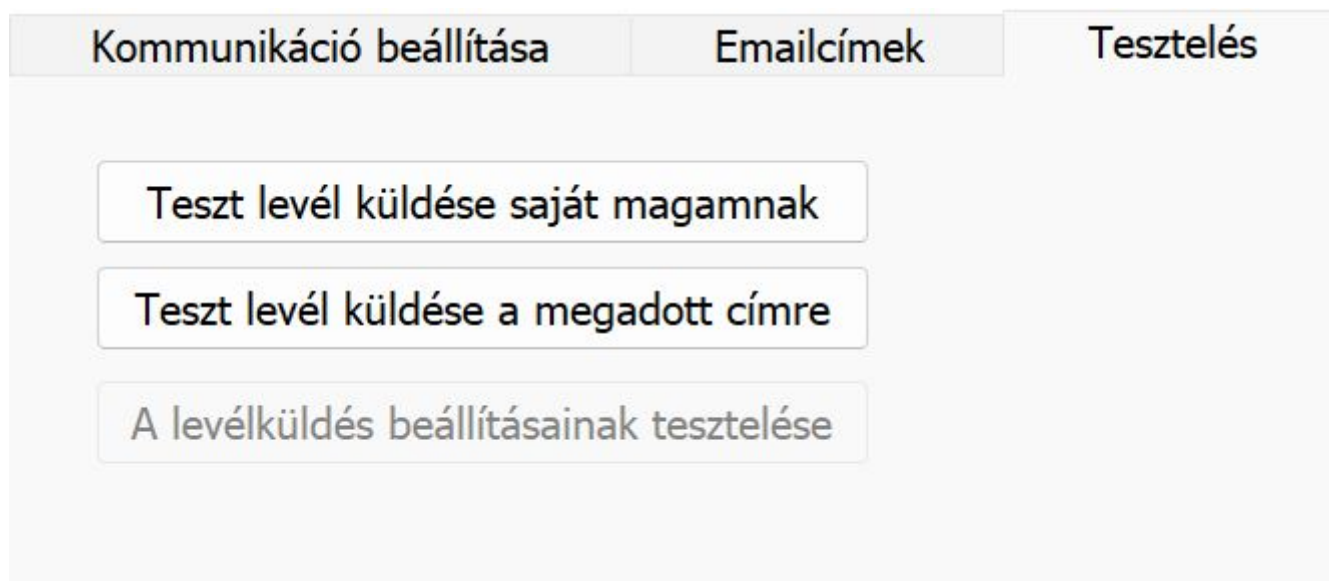 Kommunikáció beállítása Emailcímek Tesztelés
Teszt levél küldése saját magamnak
Teszt levél küldése a megadott címre
A levélküldés beállításainak tesztelése